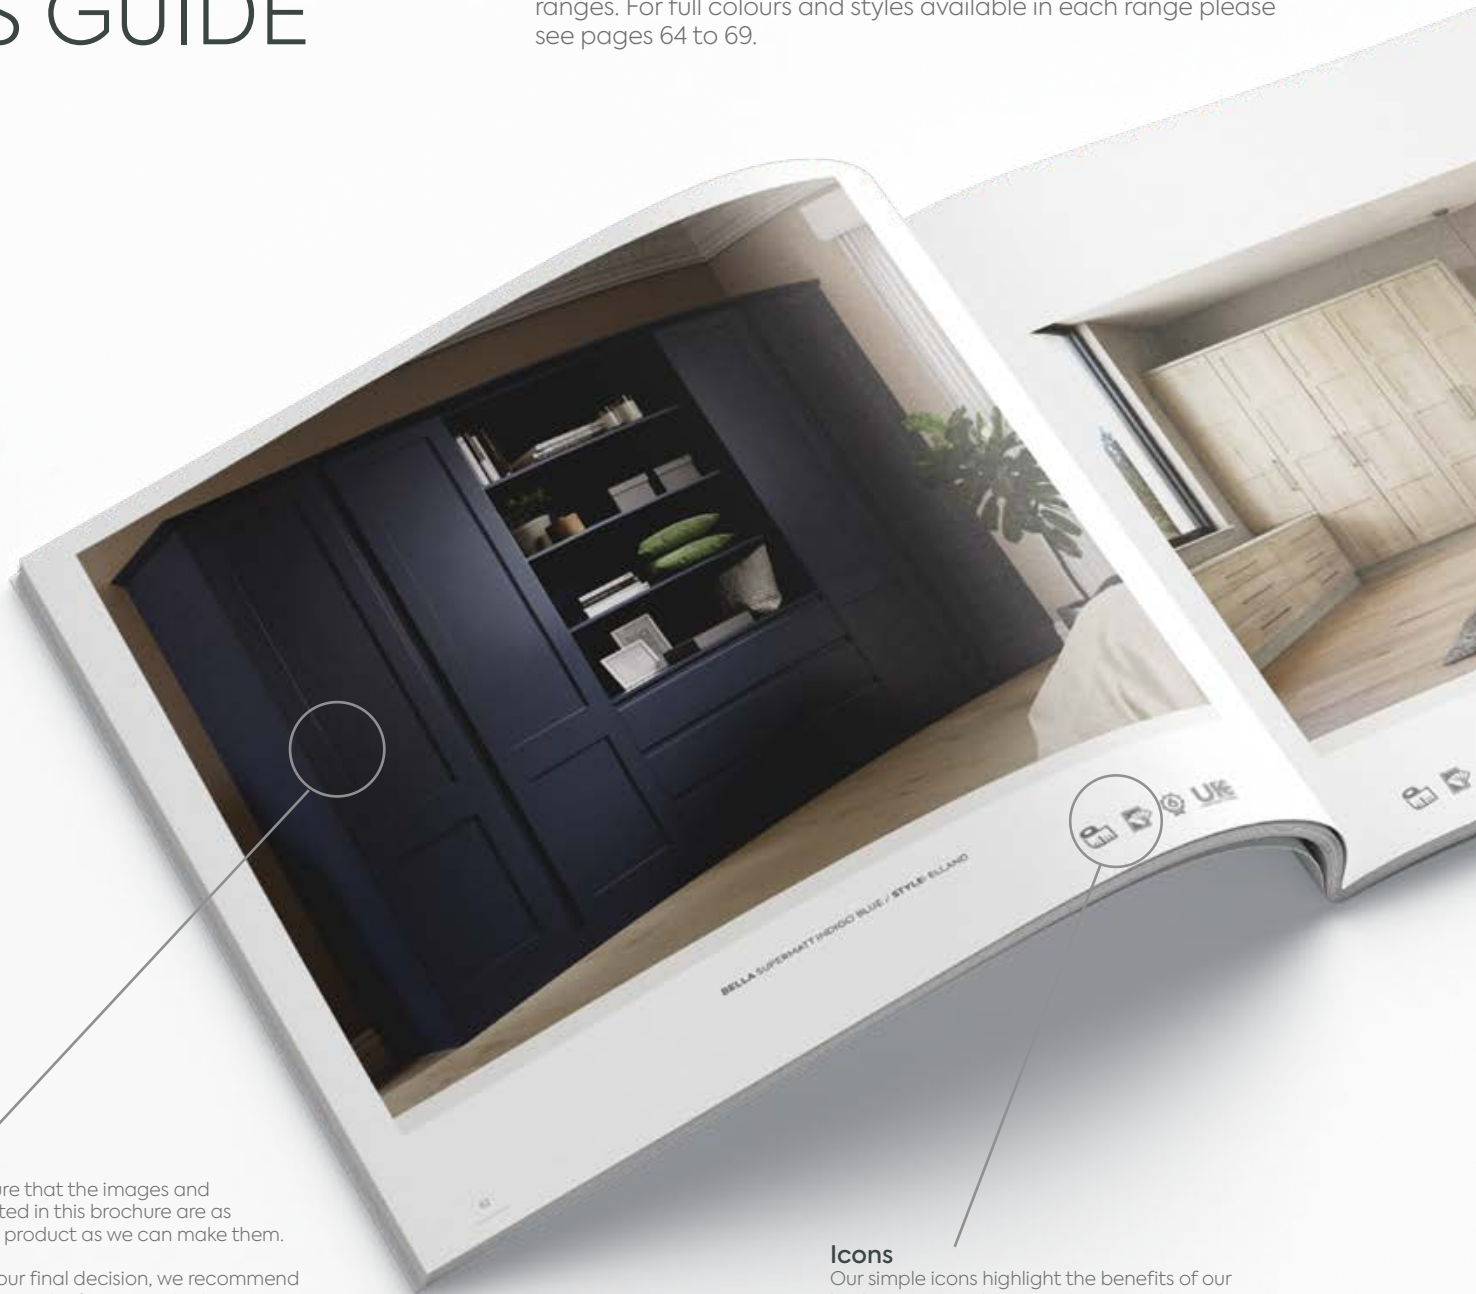 S GUIDE
ranges. For full colours and styles available in each range please
see pages 64 to 69.
UK
BELLA SUPERMATT INDIGO BLUE / STYLE: ELLAND
62
re that the images and
ted in this brochure are as
product as we can make them.
our final decision, we recommend
Icons
Our simple icons highlight the benefits of our